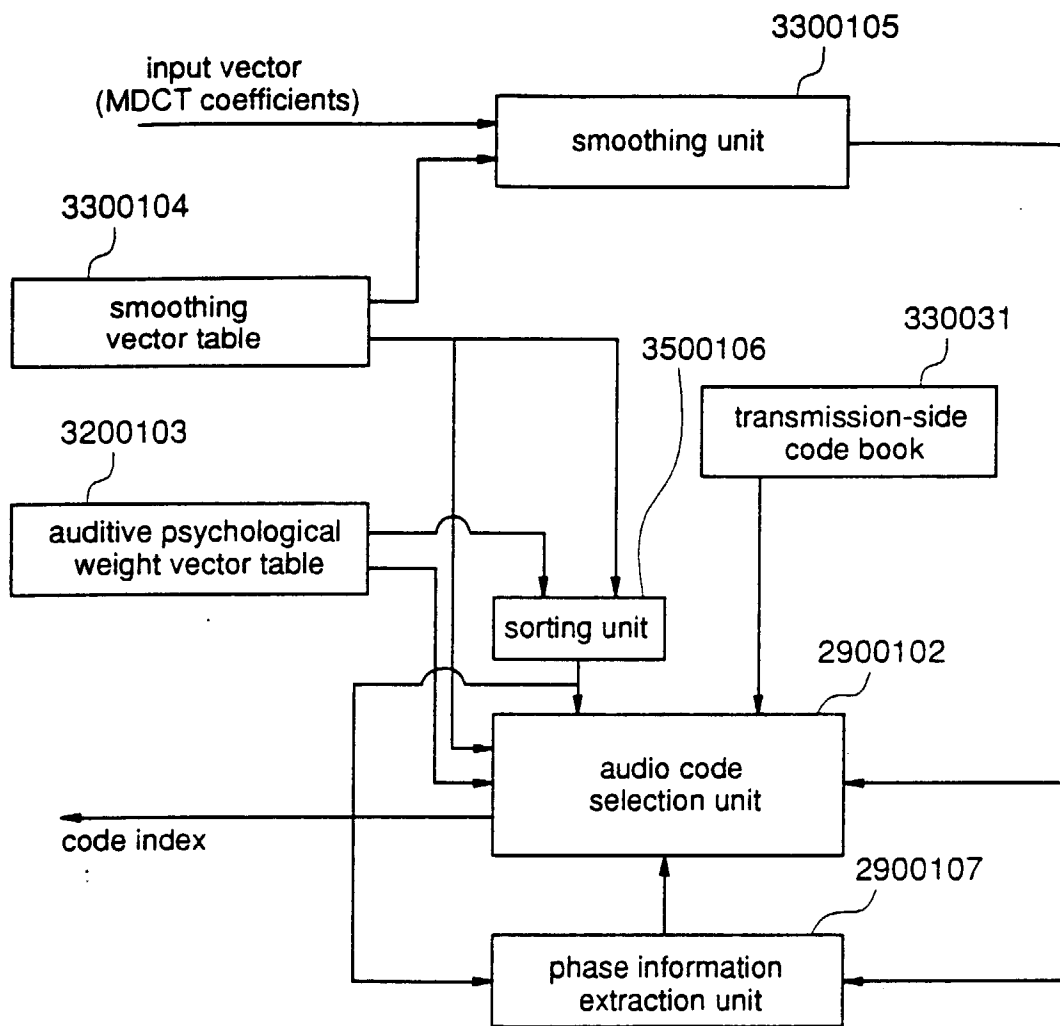 3300105
input vector
(MDCT coefficients)
smoothing unit
3300104
smoothing
vector table
330031
3500106
transmission-side
code book
3200103
auditive psychological
weight vector table
sorting unit
2900102
audio code
selection unit
code index
2900107
phase information
extraction unit